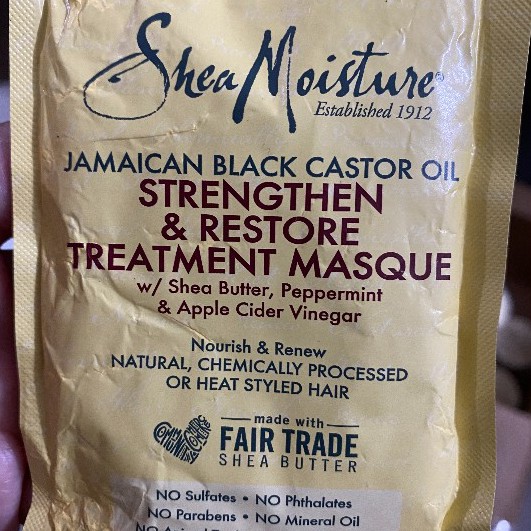 SheaMoisture®
Established 1912
JAMAICAN BLACK CASTOR OIL
STRENGTHEN
& RESTORE
TREATMENT MASQUE
w/ Shea Butter, Peppermint
& Apple Cider Vinegar
Nourish & Renew
NATURAL, CHEMICALLY PROCESSED
OR HEAT STYLED HAIR
COMMUNITY COMMERCE
made with
FAIR TRADE
SHEA BUTTER
NO Sulfates • NO Phthalates
NO Parabens • NO Mineral Oil